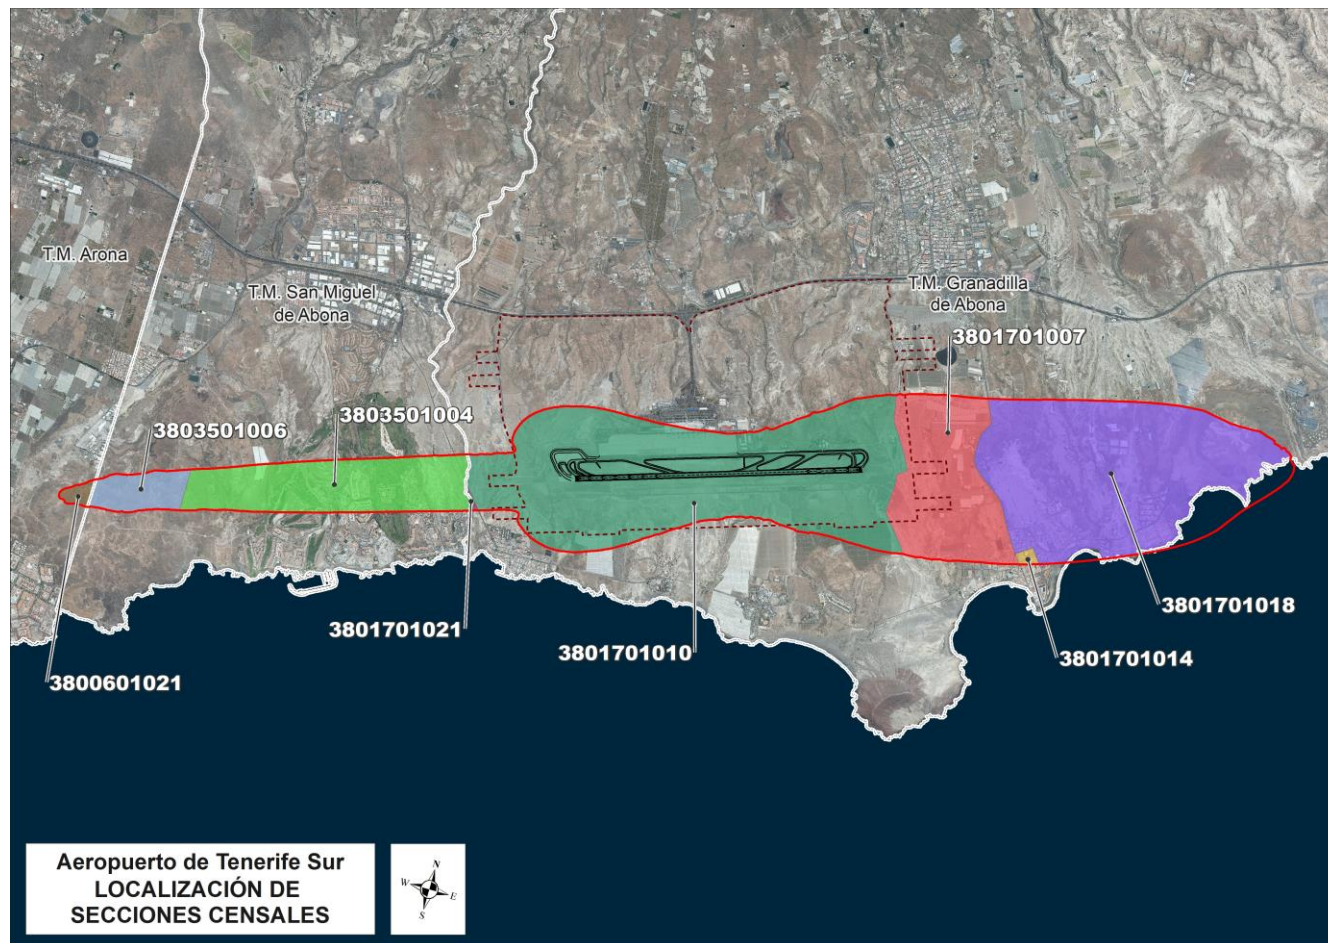 T.M. Arona
T.M. San Miguel
de Abona
T.M. Granadilla
de Abona
3801701007
3803501004
3803501006
3801701018
3801701021
3801701010
3801701014
3800601021
Aeropuerto de Tenerife Sur
LOCALIZACIÓN DE
SECCIONES CENSALES
N
W
E
S